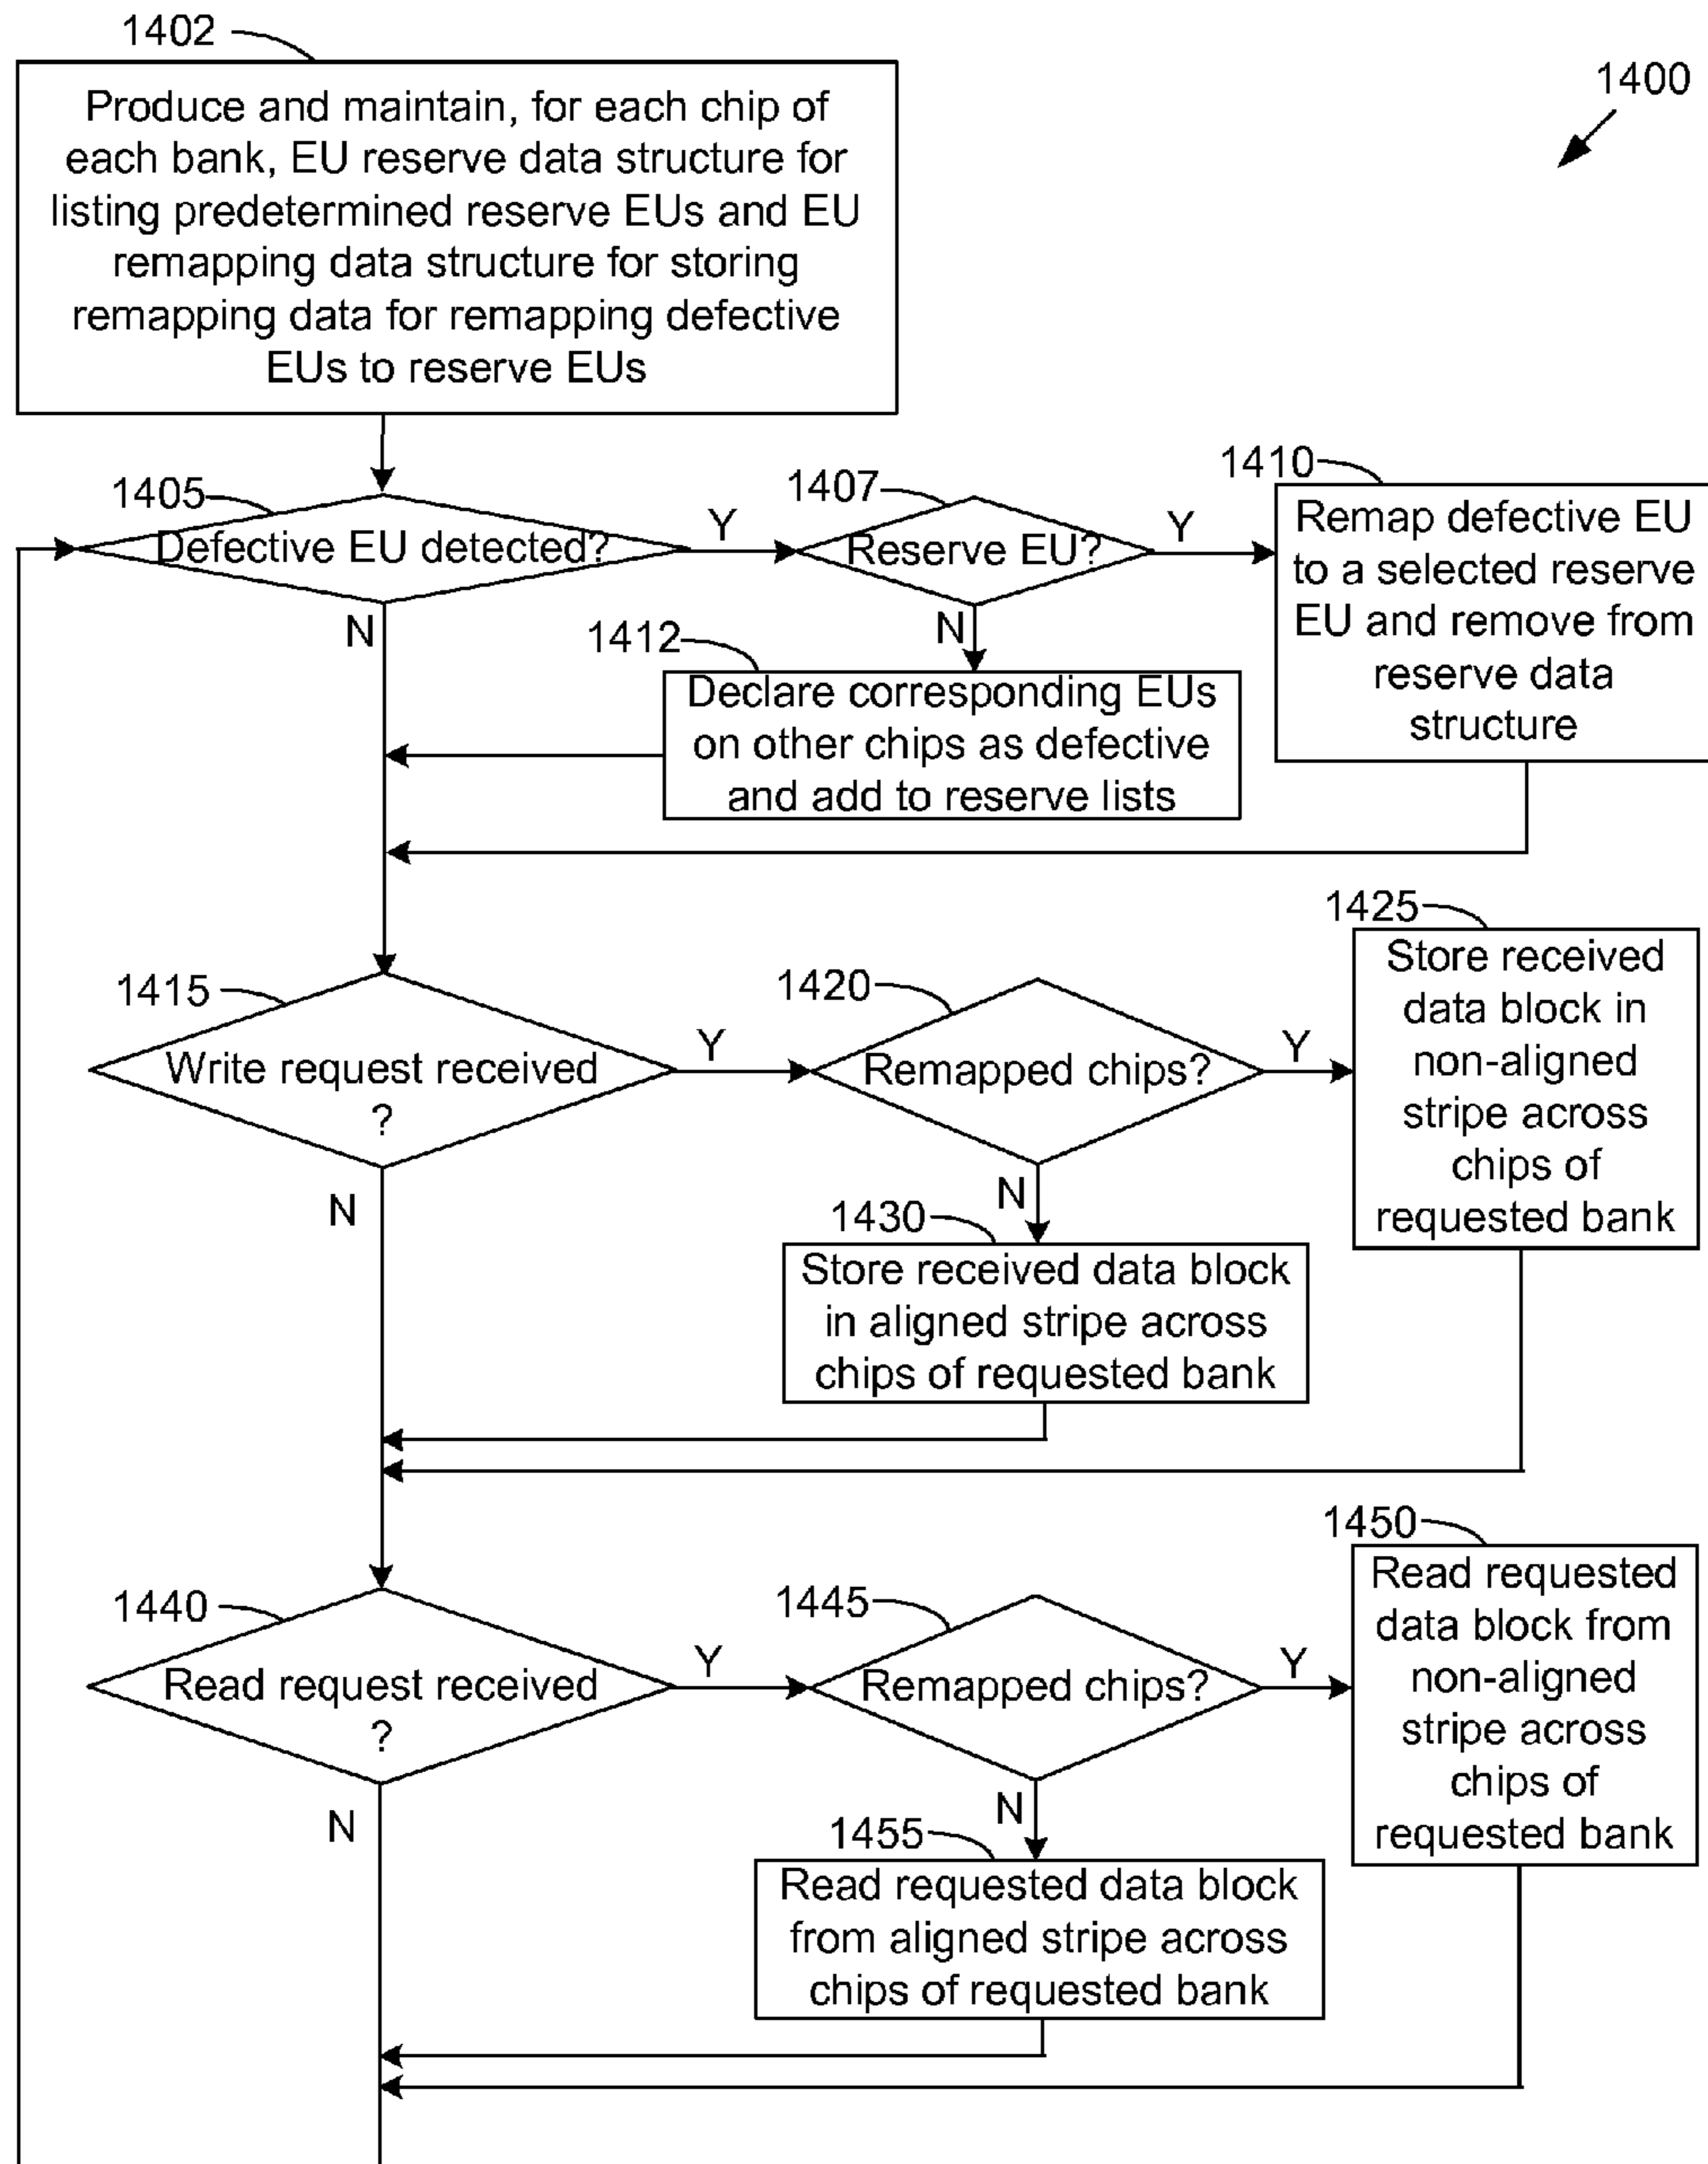 1402
1400
Produce and maintain, for each chip of
each bank, EU reserve data structure for
listing predetermined reserve EUs and EU
remapping data structure for storing
remapping data for remapping defective
EUs to reserve EUs
1405
Defective EU detected?
Y
N
1407
Reserve EU?
Y
N
1410
Remap defective EU
to a selected reserve
EU and remove from
reserve data
structure
1412
Declare corresponding EUs
on other chips as defective
and add to reserve lists
1415
Write request received
?
Y
N
1420
Remapped chips?
Y
N
1425
Store received
data block in
non-aligned
stripe across
chips of
requested bank
1430
Store received data block
in aligned stripe across
chips of requested bank
1440
Read request received
?
Y
N
1445
Remapped chips?
Y
N
1450
Read requested
data block from
non-aligned
stripe across
chips of
requested bank
1455
Read requested data block
from aligned stripe across
chips of requested bank